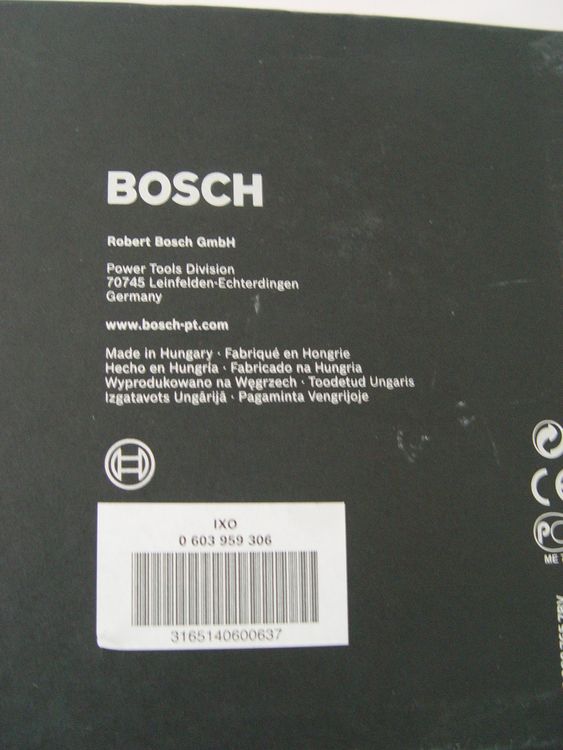 BOSCH
Robert Bosch GmbH
Power Tools Division
70745 Leinfelden-Echterdingen
Germany
www.bosch-pt.com
Made in Hungary · Fabriqué en Hongrie
Hecho en Hungría · Fabricado na Hungria
Wyprodukowano na Węgrzech · Toodetud Ungaris
Izgatavots Ungārijā · Pagaminta Vengrijoje
IXO
0 603 959 306
3165140600637
CE
ME